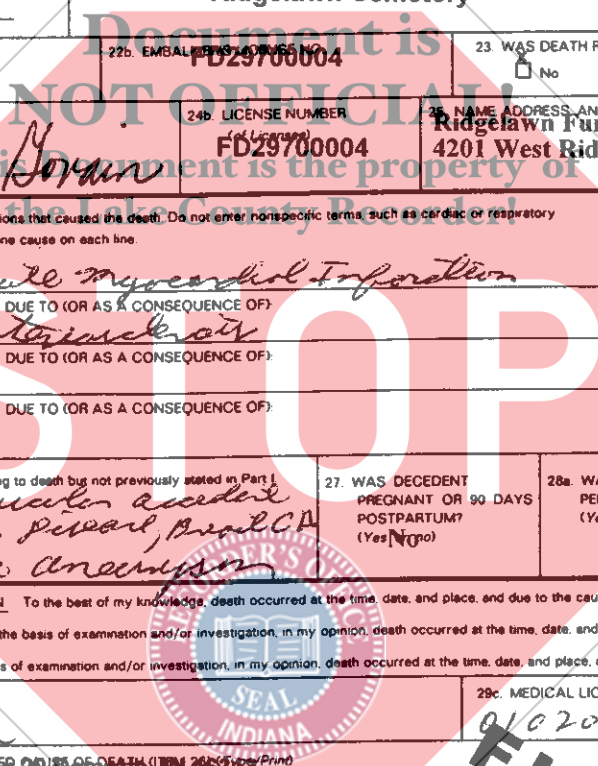 Ridgelawn Cemetery
Document is
22b. EMBALMER'S LICENSE NO.
FD29700004
23. WAS DEATH R
No
NOT OFFICIAL!
24b. LICENSE NUMBER
(of Licensee)
FD29700004
25. NAME, ADDRESS AN
Ridgelawn Fun
4201 West Rid
This Document is the property of
the Lake County Recorder!
ions that caused the death. Do not enter nonspecific terms, such as cardiac or respiratory
ne cause on each line.
Myocardial Infarction
DUE TO (OR AS A CONSEQUENCE OF):
DUE TO (OR AS A CONSEQUENCE OF):
STOP
DUE TO (OR AS A CONSEQUENCE OF):
ng to death but not previously stated in Part I.
accident
Disease, Breast CA
aneurysm
27. WAS DECEDENT
PREGNANT OR 90 DAYS
POSTPARTUM?
(Yes or no)
No
28a. WA
PE
(Ye
To the best of my knowledge, death occurred at the time, date, and place, and due to the cau
the basis of examination and/or investigation, in my opinion, death occurred at the time, date, and
s of examination and/or investigation, in my opinion, death occurred at the time, date, and place, a
RECORDER'S OFFICE
SEAL
INDIANA
29c. MEDICAL LIC
01020
OF DEATH (ITEM 26) (Type/Print)